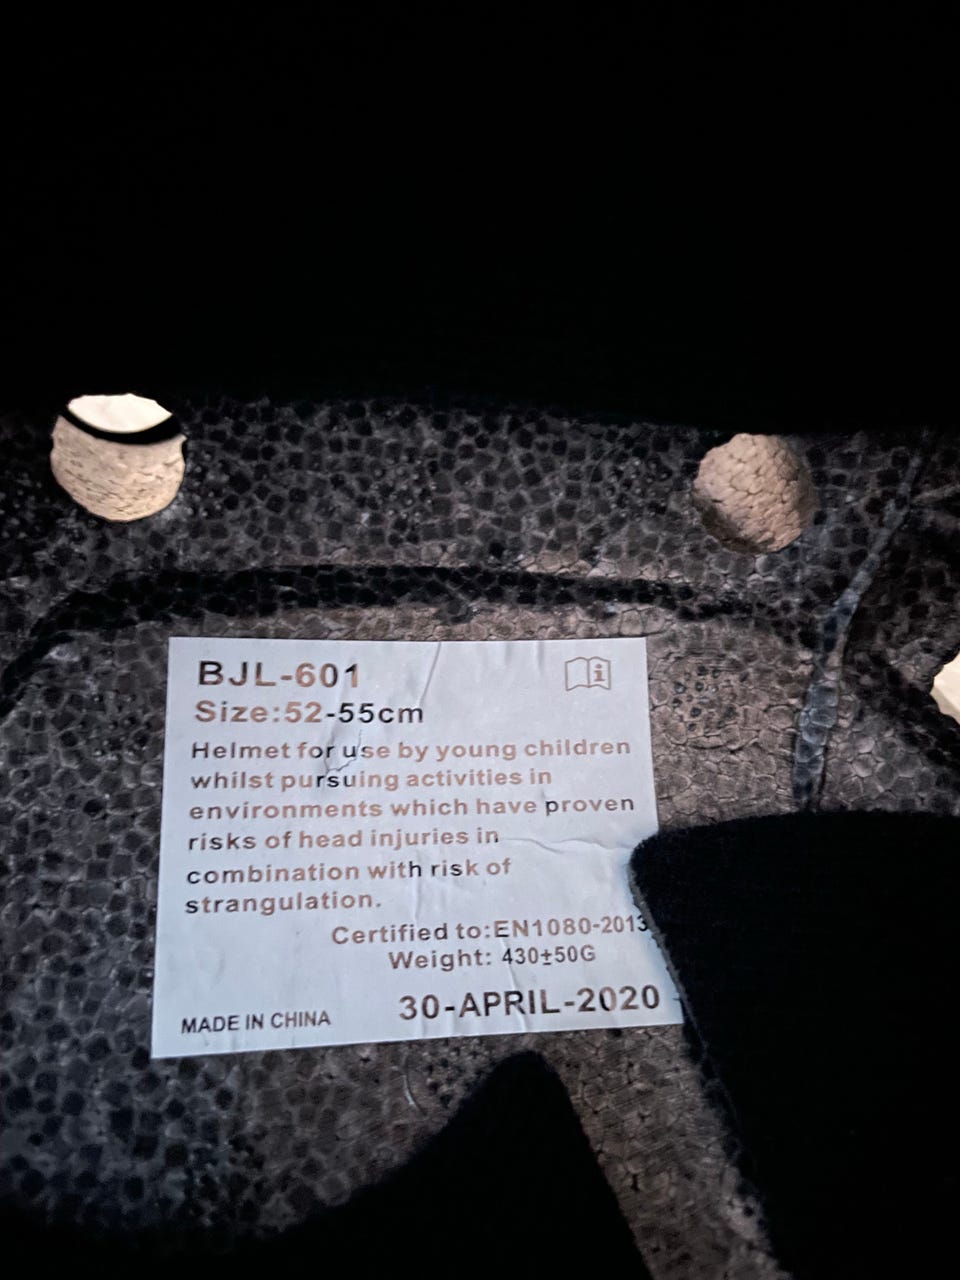 BJL-601
Size:52-55cm
Helmet for use by young children
whilst pursuing activities in
environments which have proven
risks of head injuries in
combination with risk of
strangulation.
Certified to:EN1080-2013
Weight: 430±50G
30-APRIL-2020
MADE IN CHINA